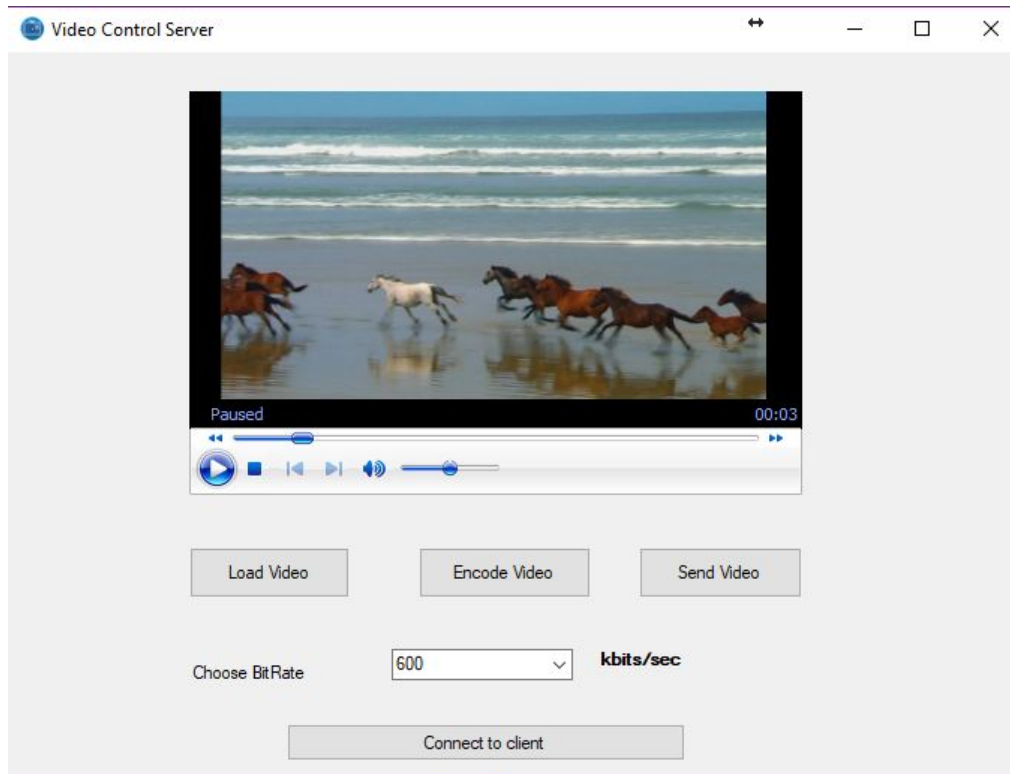 Video Control Server
Paused 00:03
Load Video Encode Video Send Video
Choose BitRate 600 kbits/sec
Connect to client